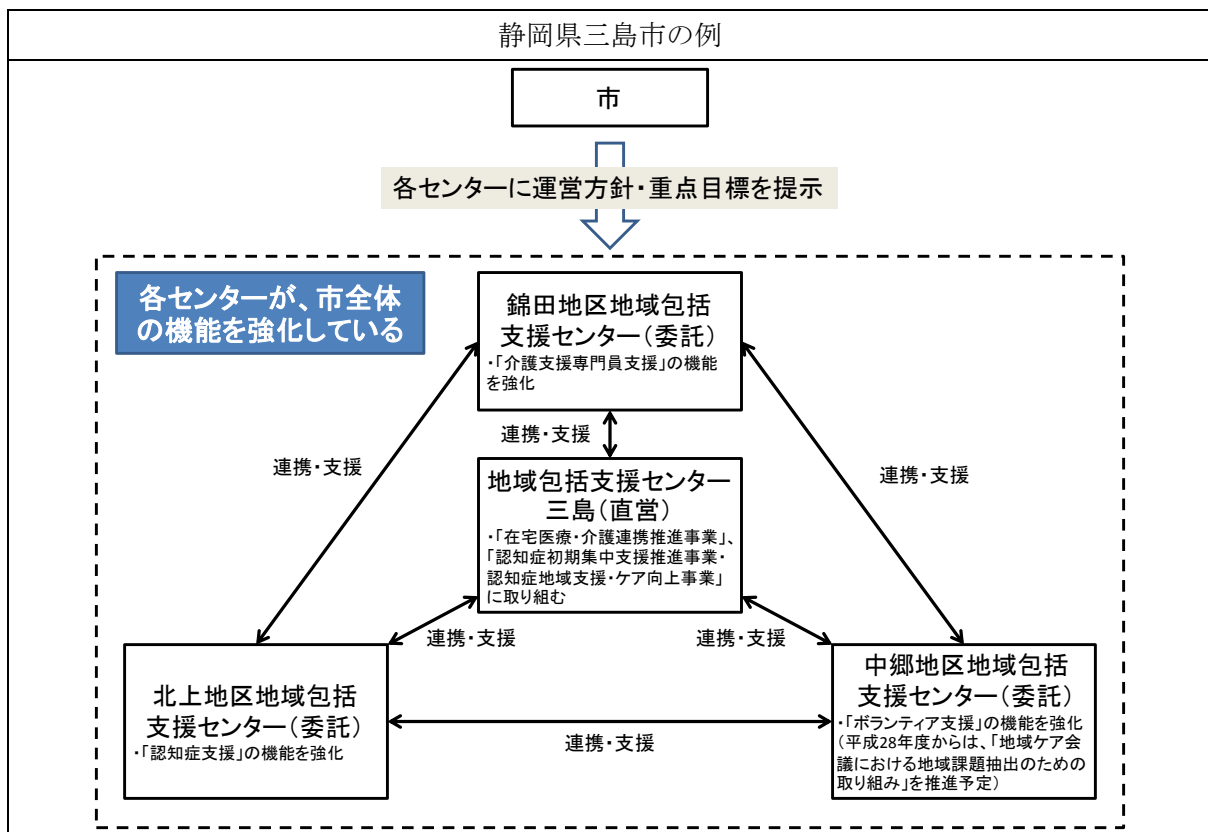 静岡県三島市の例
市
各センターに運営方針・重点目標を提示
各センターが、市全体
の機能を強化している
錦田地区地域包括
支援センター（委託）
・「介護支援専門員支援」の機能
を強化
連携・支援
連携・支援
連携・支援
地域包括支援センター
三島（直営）
・「在宅医療・介護連携推進事業」、
「認知症初期集中支援推進事業・
認知症地域支援・ケア向上事業」
に取り組む
連携・支援
連携・支援
北上地区地域包括
支援センター（委託）
・「認知症支援」の機能を強化
連携・支援
中郷地区地域包括
支援センター（委託）
・「ボランティア支援」の機能を強化
（平成28年度からは、「地域ケア会
議における地域課題抽出のための
取り組み」を推進予定）